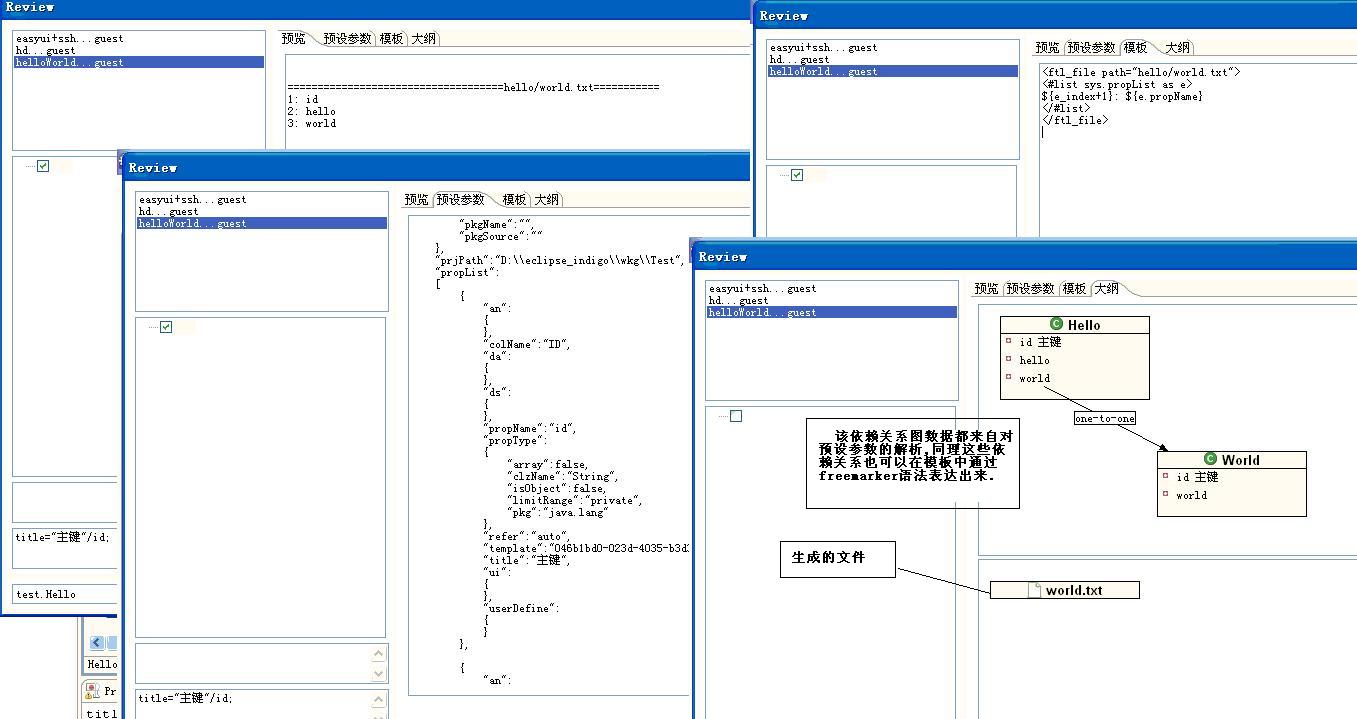 Review
easyui+ssh...guest
hd...guest
helloWorld...guest
预览 预设参数 模板 大纲
====================================hello/world.txt===========
1: id
2: hello
3: world
title="主键"/id;
test.Hello
Hello
Pr
titl
Review
easyui+ssh...guest
hd...guest
helloWorld...guest
预览 预设参数 模板 大纲
<ftl_file path="hello/world.txt">
<#list sys.propList as e>
${e_index+1}: ${e.propName}
</#list>
</ftl_file>
Review
easyui+ssh...guest
hd...guest
helloWorld...guest
title="主键"/id;
预览 预设参数 模板 大纲
"pkgName":"",
"pkgSource":""
},
"prjPath":"D:\\eclipse_indigo\\wkg\\Test",
"propList":
[
{
"an":
{
},
"colName":"ID",
"da":
{
},
"ds":
{
},
"propName":"id",
"propType":
{
"array":false,
"clzName":"String",
"isObject":false,
"limitRange":"private",
"pkg":"java.lang"
},
"refer":"auto",
"template":"046b1bd0-023d-4035-b3d
"title":"主键",
"ui":
{
},
"userDefine":
{
}
},
{
"an":
Review
easyui+ssh...guest
hd...guest
helloWorld...guest
预览 预设参数 模板 大纲
C Hello
id 主键
hello
world
one-to-one
C World
id 主键
world
该依赖关系图数据都来自对
预设参数的解析,同理这些依
赖关系也可以在模板中通过
freemarker语法表达出来.
生成的文件
world.txt